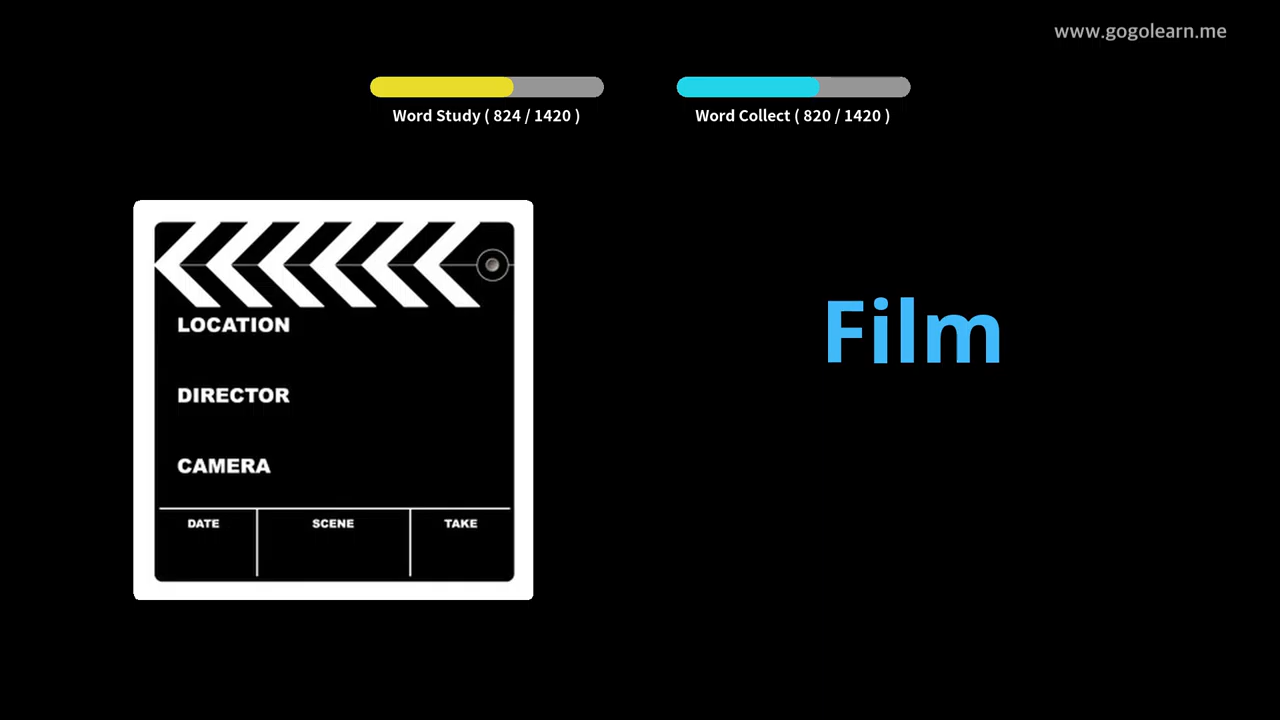 www.gogolearn.me
Word Study ( 824 / 1420 )
Word Collect ( 820 / 1420 )
LOCATION
DIRECTOR
CAMERA
DATE
SCENE
TAKE
Film